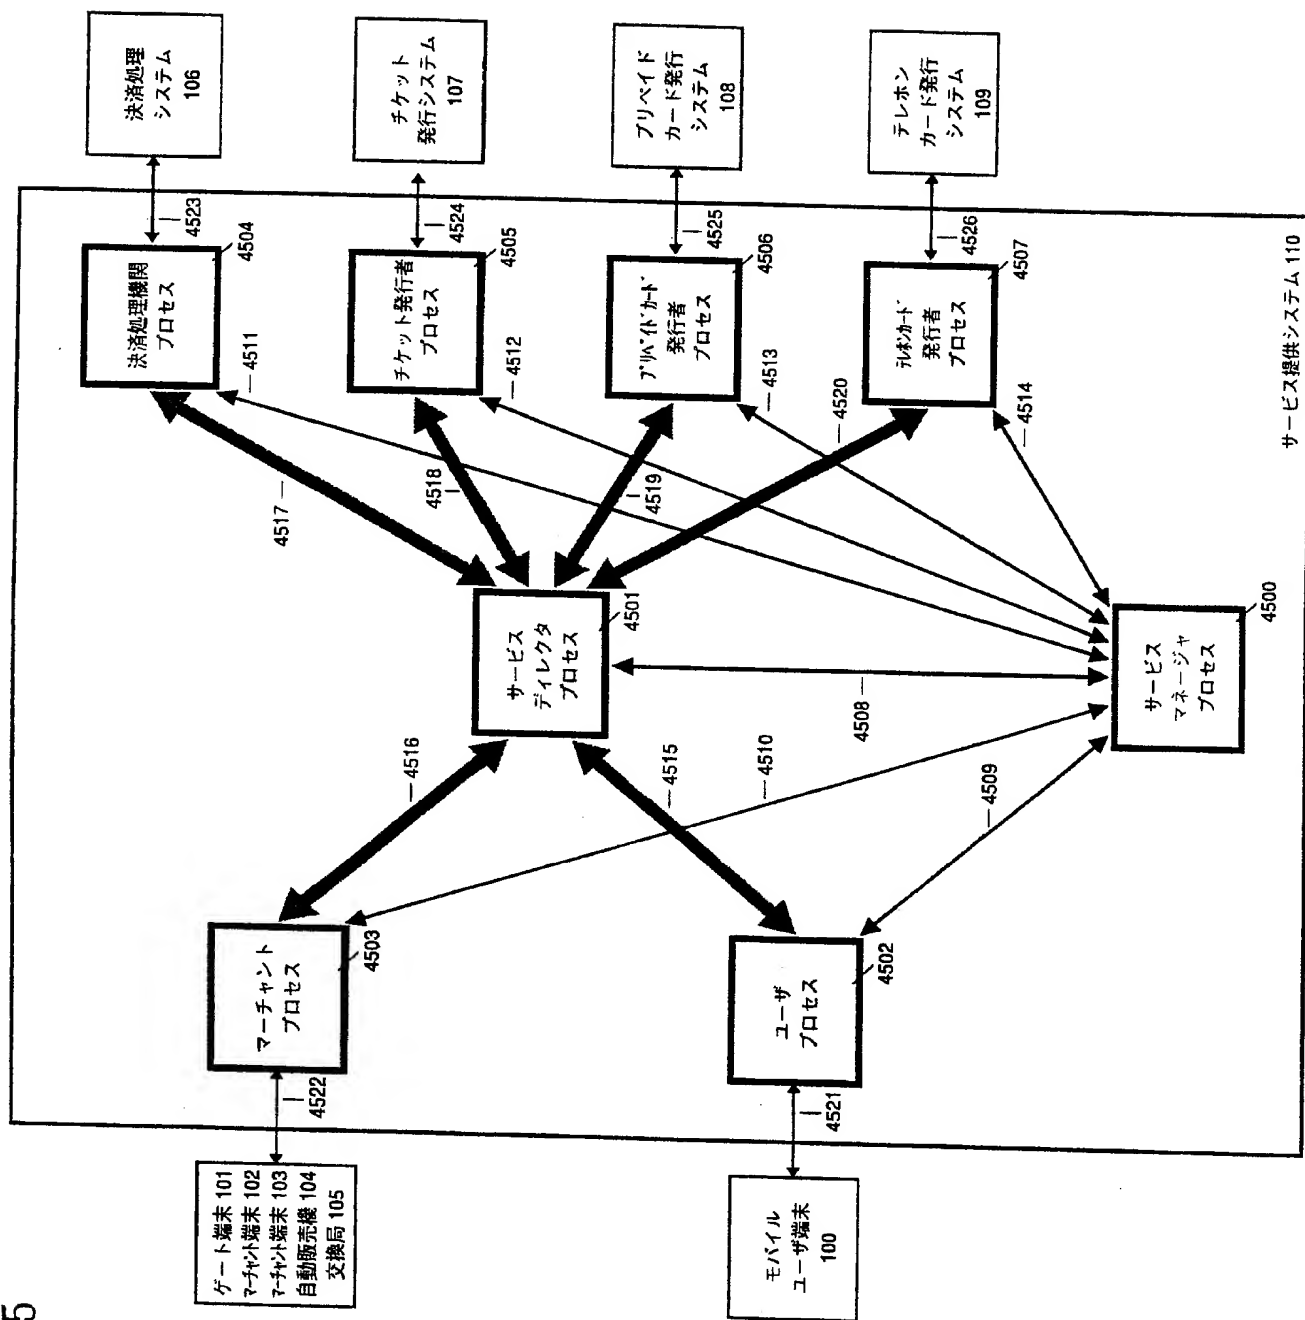 決済処理
システム
106
チケット
発行システム
107
プリペイド
カード発行
システム
108
テレホン
カード発行
システム
109
4523
4524
4525
4526
決済処理機関
プロセス
4504
チケット発行者
プロセス
4505
プリペイドカード
発行者
プロセス
4506
テレホンカード
発行者
プロセス
4507
4511
4512
4513
4520
4514
4517
4518
4519
サービス提供システム 110
サービス
ディレクタ
プロセス
4501
サービス
マネージャ
プロセス
4500
4508
4516
4515
4510
4509
マーチャント
プロセス
4503
ユーザ
プロセス
4502
4522
4521
ゲート端末 101
マーチャント端末 102
マーチャント端末 103
自動販売機 104
交換局 105
モバイル
ユーザ端末
100
5